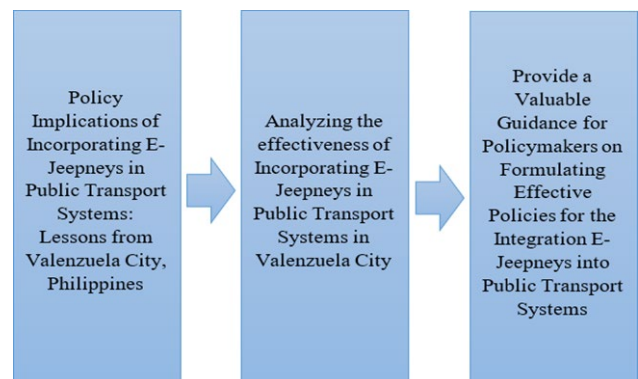 Policy
Implications of
Incorporating E-
Jeepneys in
Public Transport
Systems:
Lessons from
Valenzuela City,
Philippines
Analyzing the
effectiveness of
Incorporating E-
Jeepneys in
Public Transport
Systems in
Valenzuela City
Provide a
Valuable
Guidance for
Policymakers on
Formulating
Effective
Policies for the
Integration E-
Jeepneys into
Public Transport
Systems